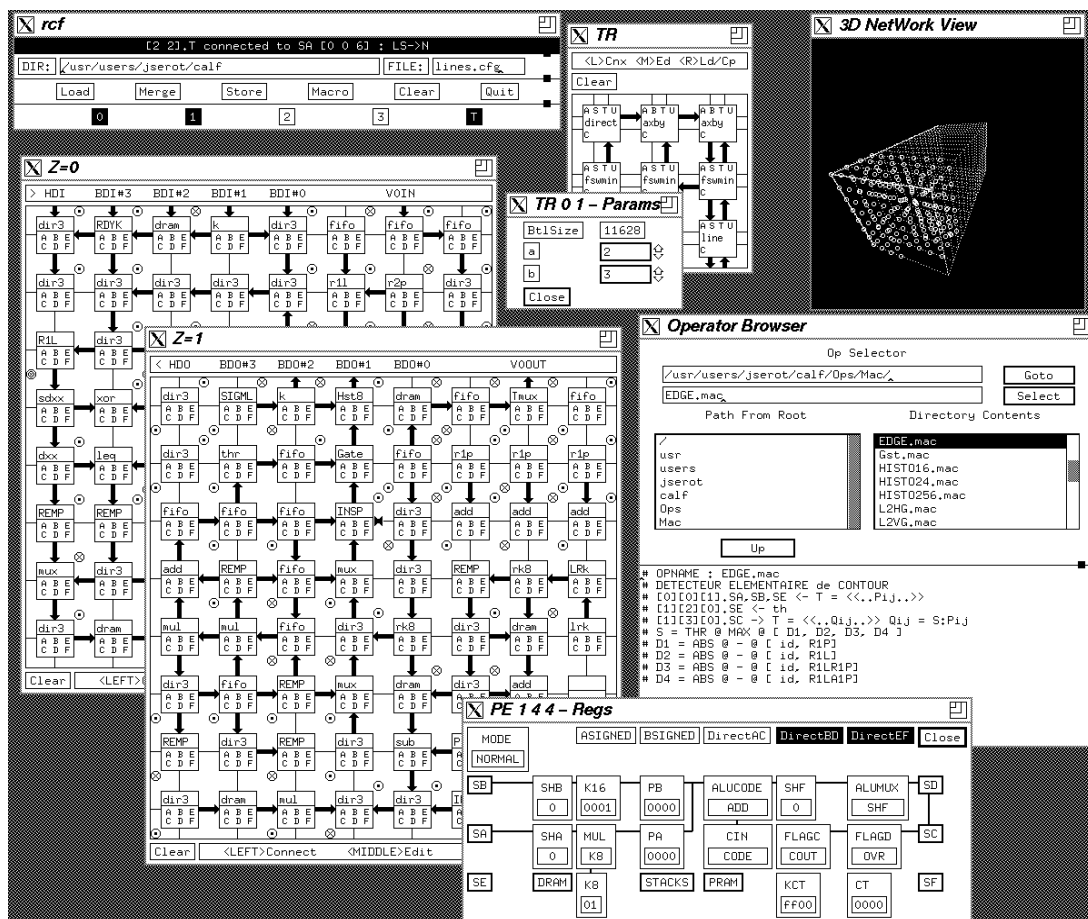 rcf
[2 2].T connected to SA [0 0 6] : LS->N
DIR: /usr/users/jserot/calf FILE: lines.cfg
Load Merge Store Macro Clear Quit
0 1 2 3 T
TR
<L>Cnx <M>Ed <R>Ld/Cp
Clear
A S T U A B T U A B T U
direct axby axby
C C C
A S T U A S T U A S T U
fswmin fswmin fswmin
A S T U
line
C
3D NetWork View
TR 0 1 – Params
BtlSize 11628
a 2
b 3
Close
Z=0
> HDI BDI#3 BDI#2 BDI#1 BDI#0 VOIN
dir3 RDYK dram k dir3 fifo fifo fifo
A B E A B E A B E A B E A B E A B E A B E A B E
C D F C D F C D F C D F C D F C D F C D F C D F
dir3 dir3 dir3 dir3 dir3 r1l r2p dir3
A B E A B E A B E A B E A B E A B E A B E A B E
C D F C D F C D F C D F C D F C D F C D F C D F
R1L dir3
A B E A B E
C D F C D F
sdxx xor
A B E A B E
C D F C D F
dxx leq
A B E A B E
C D F C D F
REMP REMP
A B E A B E
C D F C D F
mux dir3
A B E A B E
C D F C D F
dir3 dram
A B E A B E
C D F C D F
Clear <LEFT>
Z=1
< HDO BDO#3 BDO#2 BDO#1 BDO#0 VOOUT
dir3 SIGML k Hst8 dram fifo Tmux fifo
A B E A B E A B E A B E A B E A B E A B E A B E
C D F C D F C D F C D F C D F C D F C D F C D F
dir3 thr fifo Gate fifo r1p r1p r1p
A B E A B E A B E A B E A B E A B E A B E A B E
C D F C D F C D F C D F C D F C D F C D F C D F
fifo fifo fifo INSP dir3 add add add
A B E A B E A B E A B E A B E A B E A B E A B E
C D F C D F C D F C D F C D F C D F C D F C D F
add REMP fifo mux dir3 REMP rk8 LRk
A B E A B E A B E A B E A B E A B E A B E A B E
C D F C D F C D F C D F C D F C D F C D F C D F
mul mul fifo dir3 rk8 dir3 dram lrk
A B E A B E A B E A B E A B E A B E A B E A B E
C D F C D F C D F C D F C D F C D F C D F C D F
dir3 fifo REMP mux dram dir3 add
A B E A B E A B E A B E A B E
C D F C D F C D F C D F C D F
REMP dir3 REMP dir3 sub
A B E A B E A B E A B E A B E
C D F C D F C D F C D F C D F
dir3 dram mul dir3 dir3
A B E A B E A B E A B E A B E
C D F C D F C D F C D F C D F
Clear <LEFT>Connect <MIDDLE>Edit
Operator Browser
Op Selector
/usr/users/jserot/calf/Ops/Mac/ Goto
EDGE.mac Select
Path From Root Directory Contents
/ EDGE.mac
usr Gst.mac
users HISTO16.mac
jserot HISTO24.mac
calf HISTO256.mac
Ops L2HG.mac
Mac L2VG.mac
Up
# OPNAME : EDGE.mac
# DETECTEUR ELEMENTAIRE de CONTOUR
# [0][0][1].SA,SB,SE <- T = <<..Pij..>>
# [1][2][0].SE <- th
# [1][3][0].SC -> T = <<..Qij..>> Qij = S:Pij
# S = THR @ MAX @ [ D1, D2, D3, D4 ]
# D1 = ABS @ - @ [ id, R1P]
# D2 = ABS @ - @ [ id, R1L]
# D3 = ABS @ - @ [ id, R1LR1P]
# D4 = ABS @ - @ [ id, R1LA1P]
PE 1 4 4 – Regs
MODE ASIGNED BSIGNED DirectAC DirectBD DirectEF Close
NORMAL
SB SHB K16 PB ALUCODE SHF ALUMUX SD
0 0001 0000 ADD 0 SHF
SA SHA MUL PA CIN FLAGC FLAGD SC
0 K8 0000 CODE COUT OVR
SE DRAM K8 STACKS PRAM KCT CT SF
01 ff00 0000